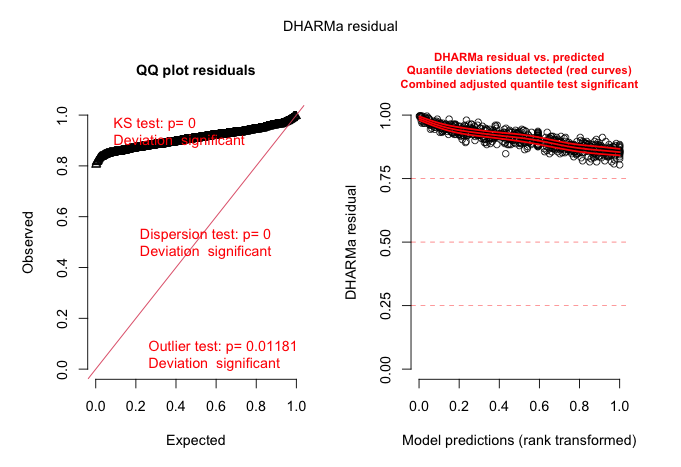 DHARMa residual
QQ plot residuals
KS test: p= 0
Deviation  significant
Dispersion test: p= 0
Deviation  significant
Outlier test: p= 0.01181
Deviation  significant
Observed
0.0 0.2 0.4 0.6 0.8 1.0
0.0 0.2 0.4 0.6 0.8 1.0
Expected
DHARMa residual vs. predicted
Quantile deviations detected (red curves)
Combined adjusted quantile test significant
DHARMa residual
0.00 0.25 0.50 0.75 1.00
0.0 0.2 0.4 0.6 0.8 1.0
Model predictions (rank transformed)